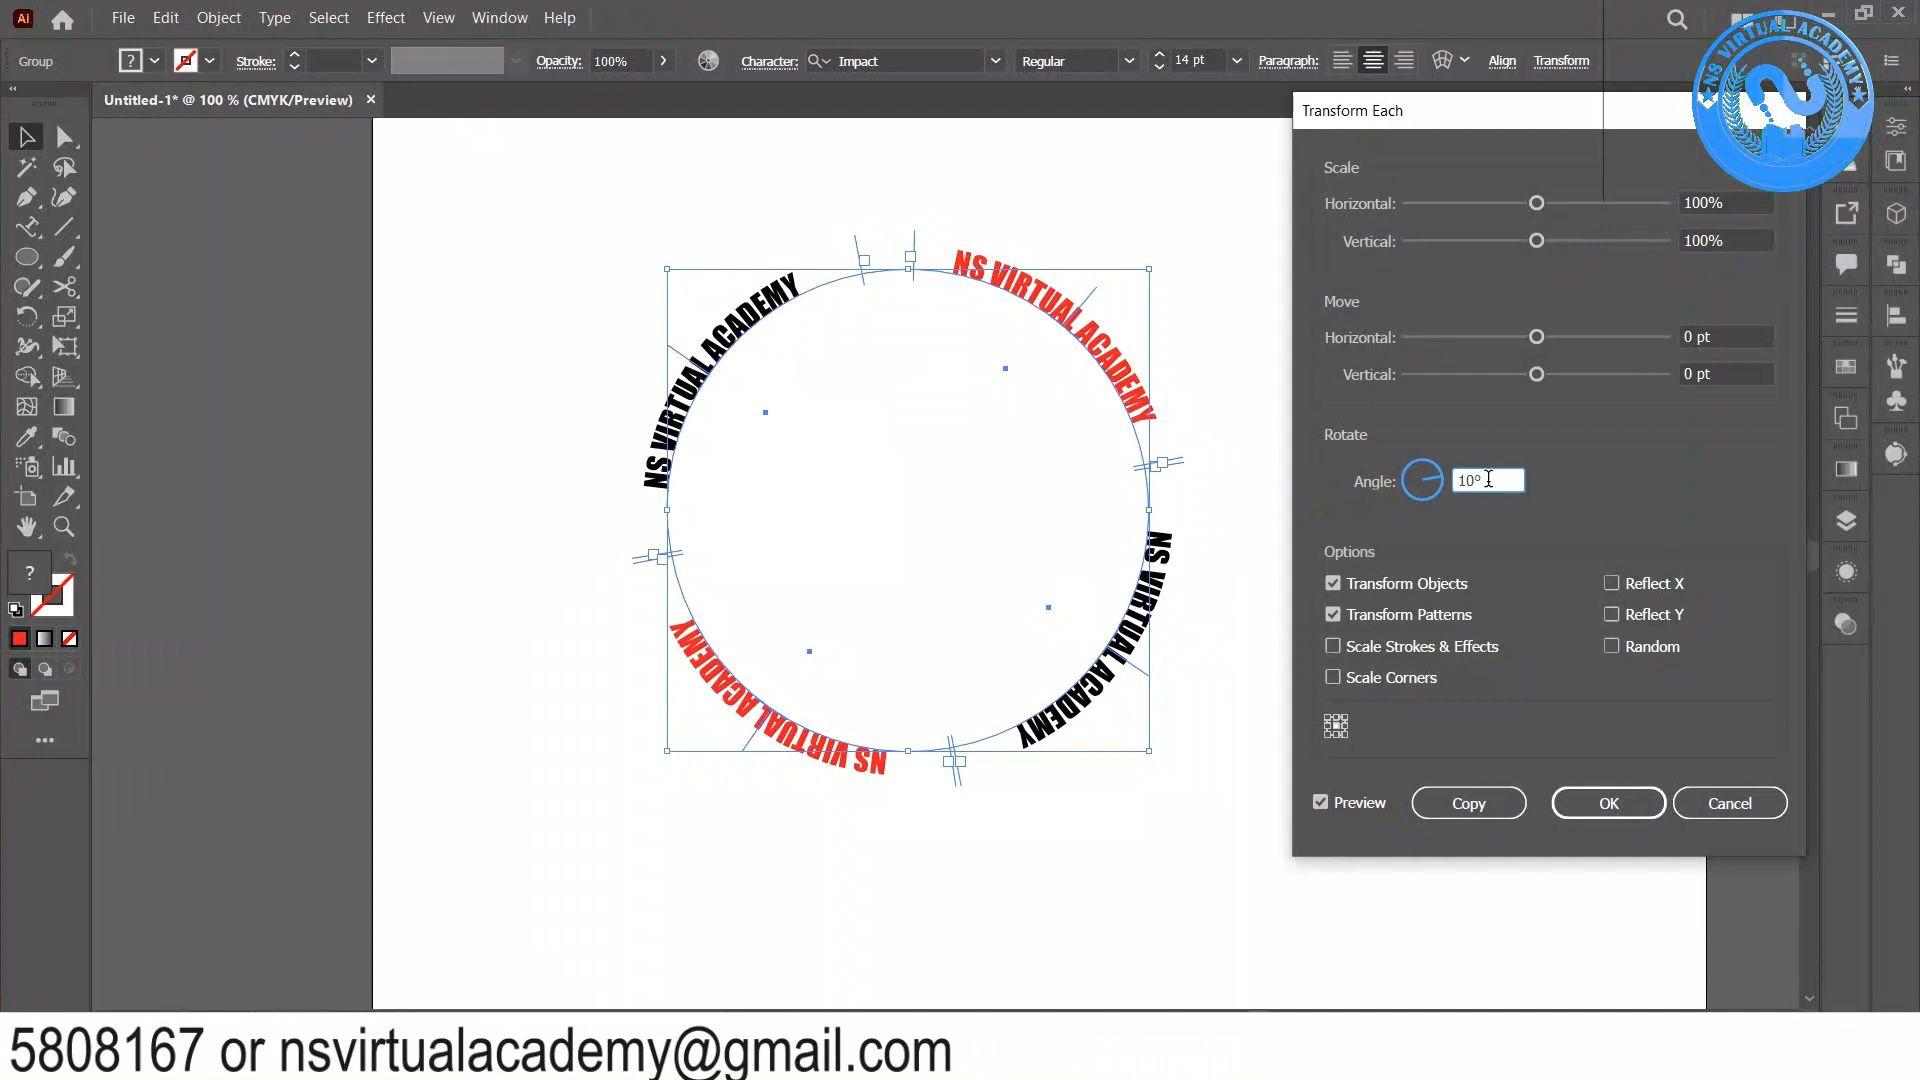 Ai File Edit Object Type Select Effect View Window Help
Group ? Stroke: Opacity: 100% Character: Impact Regular 14 pt Paragraph: Align Transform
Untitled-1* @ 100 % (CMYK/Preview)
NS VIRTUAL ACADEMY
Transform Each
Scale
Horizontal: 100%
Vertical: 100%
Move
Horizontal: 0 pt
Vertical: 0 pt
Rotate
Angle: 10°
Options
Transform Objects Reflect X
Transform Patterns Reflect Y
Scale Strokes & Effects Random
Scale Corners
Preview Copy OK Cancel
NS VIRTUAL ACADEMY
NS VIRTUAL ACADEMY
NS VIRTUAL ACADEMY
NS VIRTUAL ACADEMY
?
5808167 or nsvirtualacademy@gmail.com